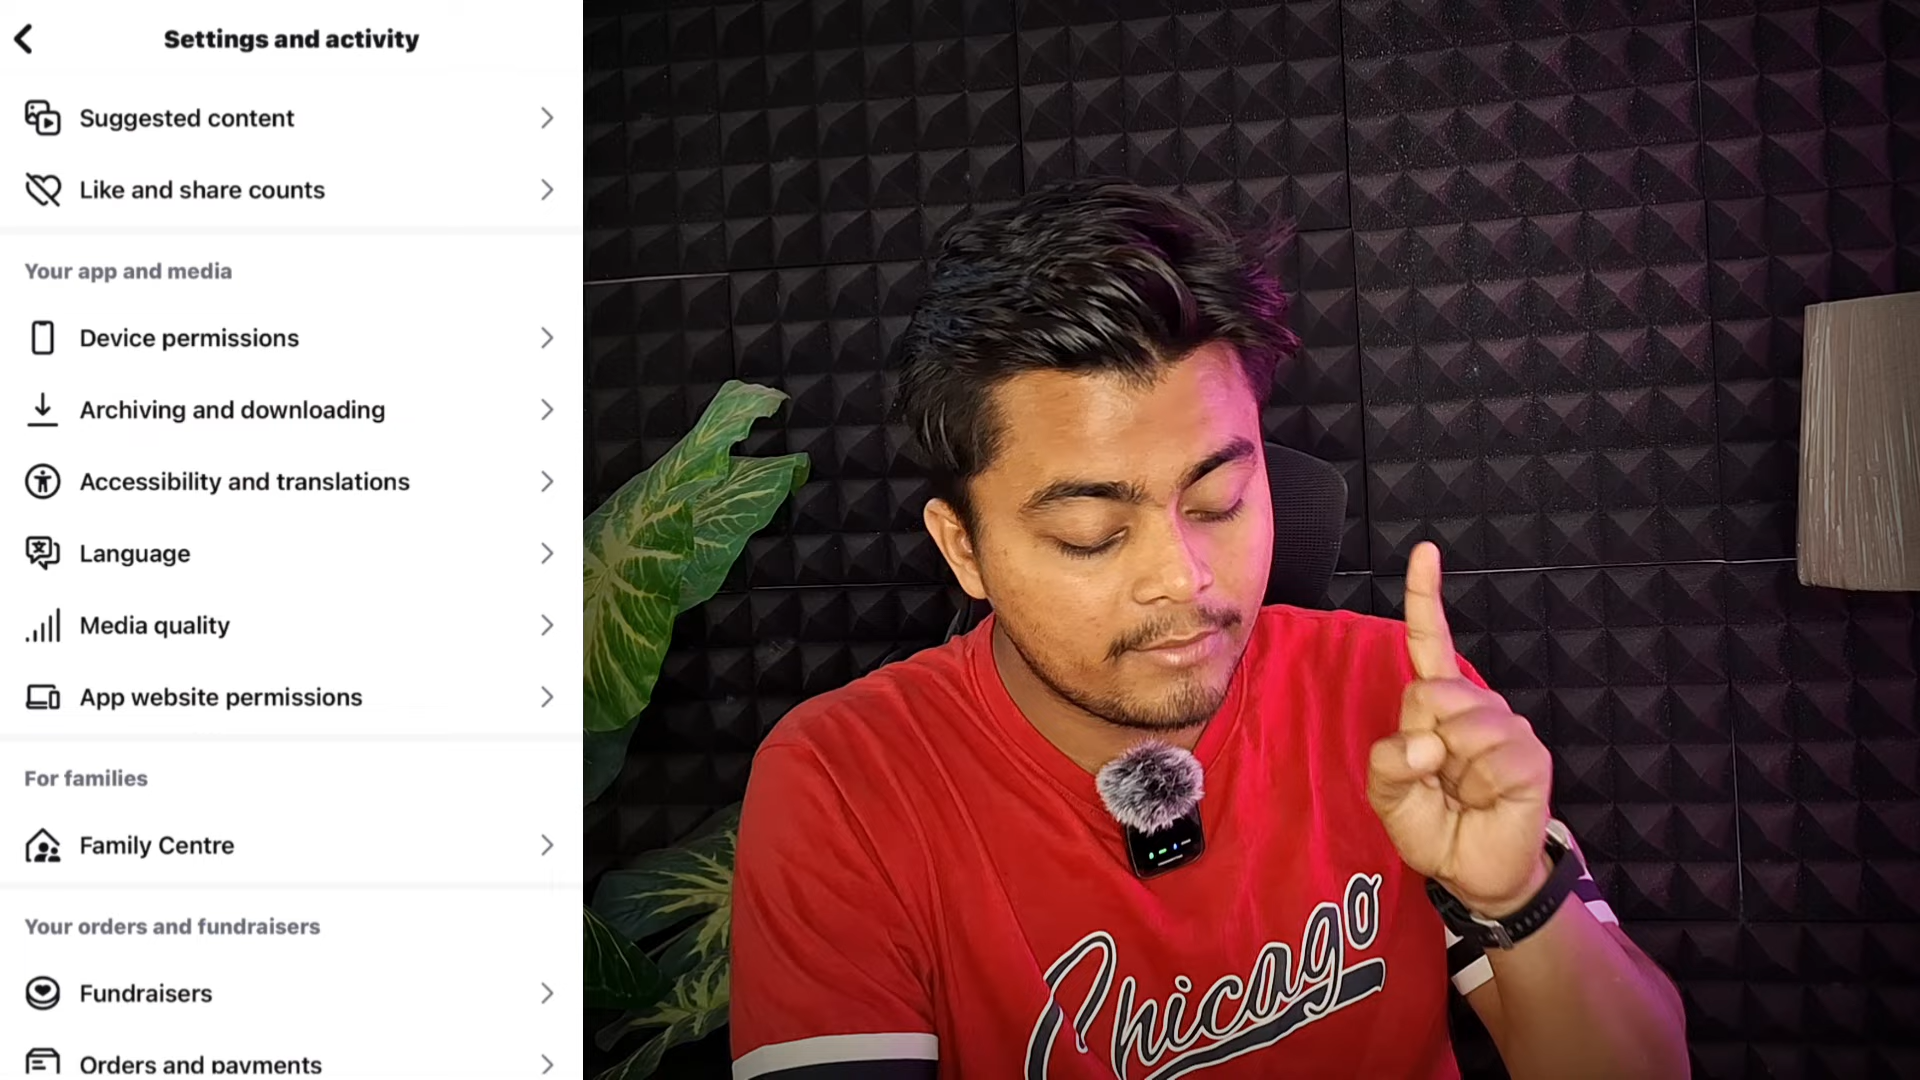 Settings and activity
Suggested content
Like and share counts
Your app and media
Device permissions
Archiving and downloading
Accessibility and translations
Language
Media quality
App website permissions
For families
Family Centre
Your orders and fundraisers
Fundraisers
Orders and payments
Chicago